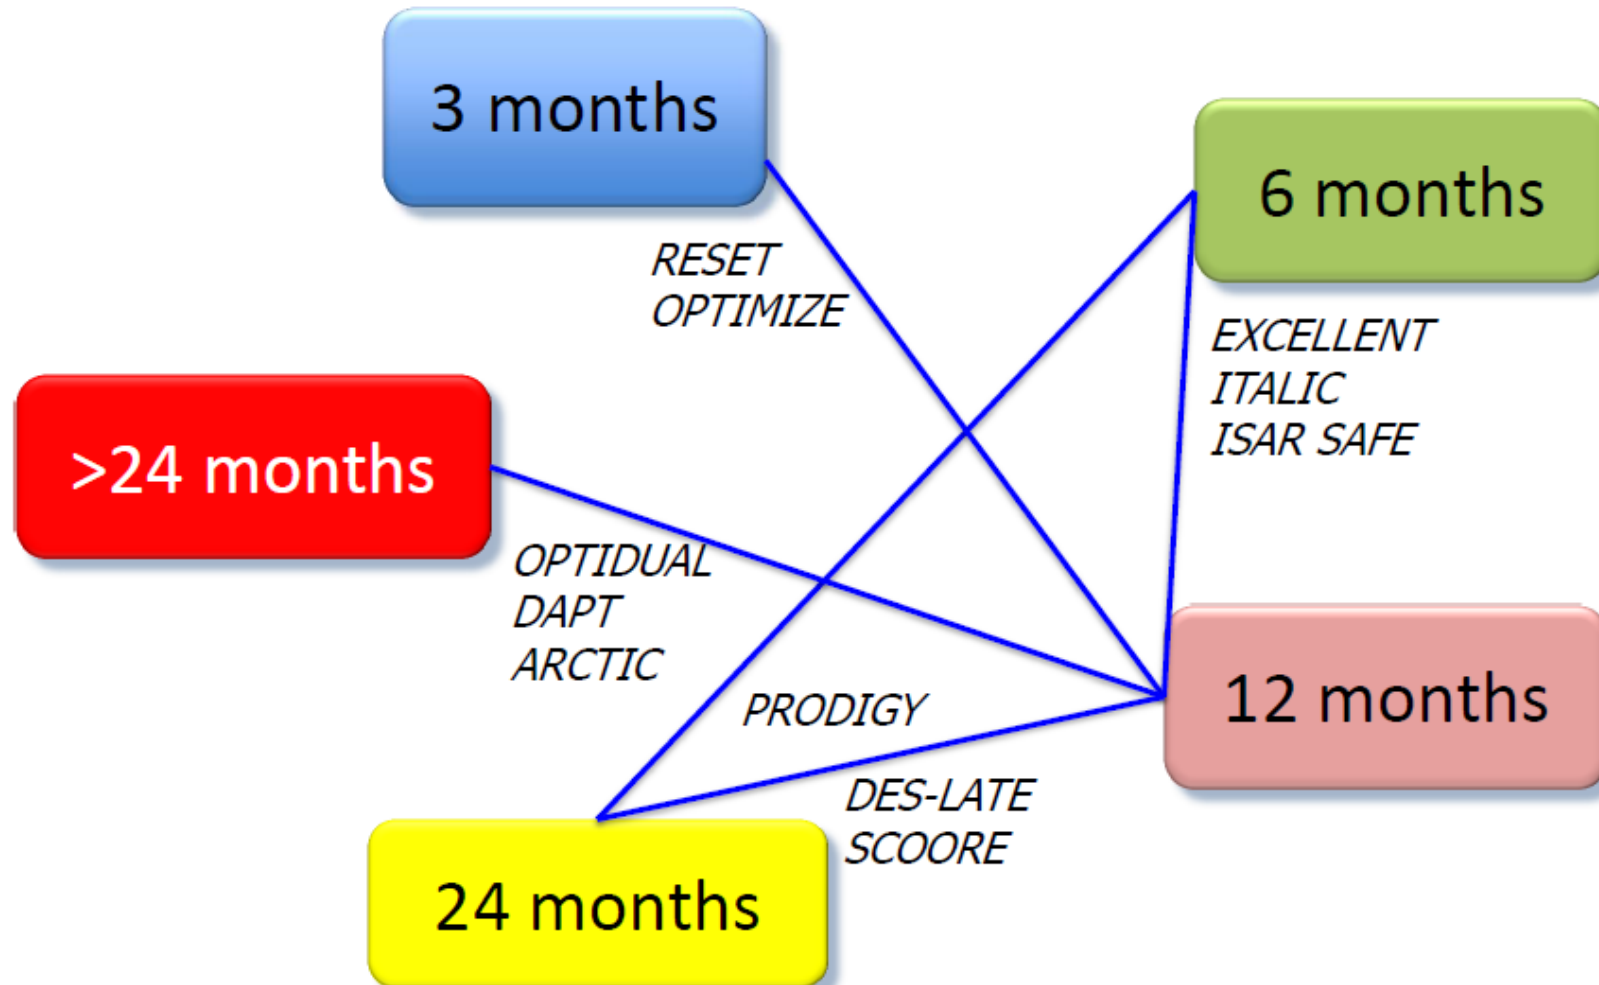 3 months
6 months
RESET
OPTIMIZE
EXCELLENT
ITALIC
ISAR SAFE
>24 months
OPTIDUAL
DAPT
ARCTIC
12 months
PRODIGY
DES-LATE
SCOORE
24 months